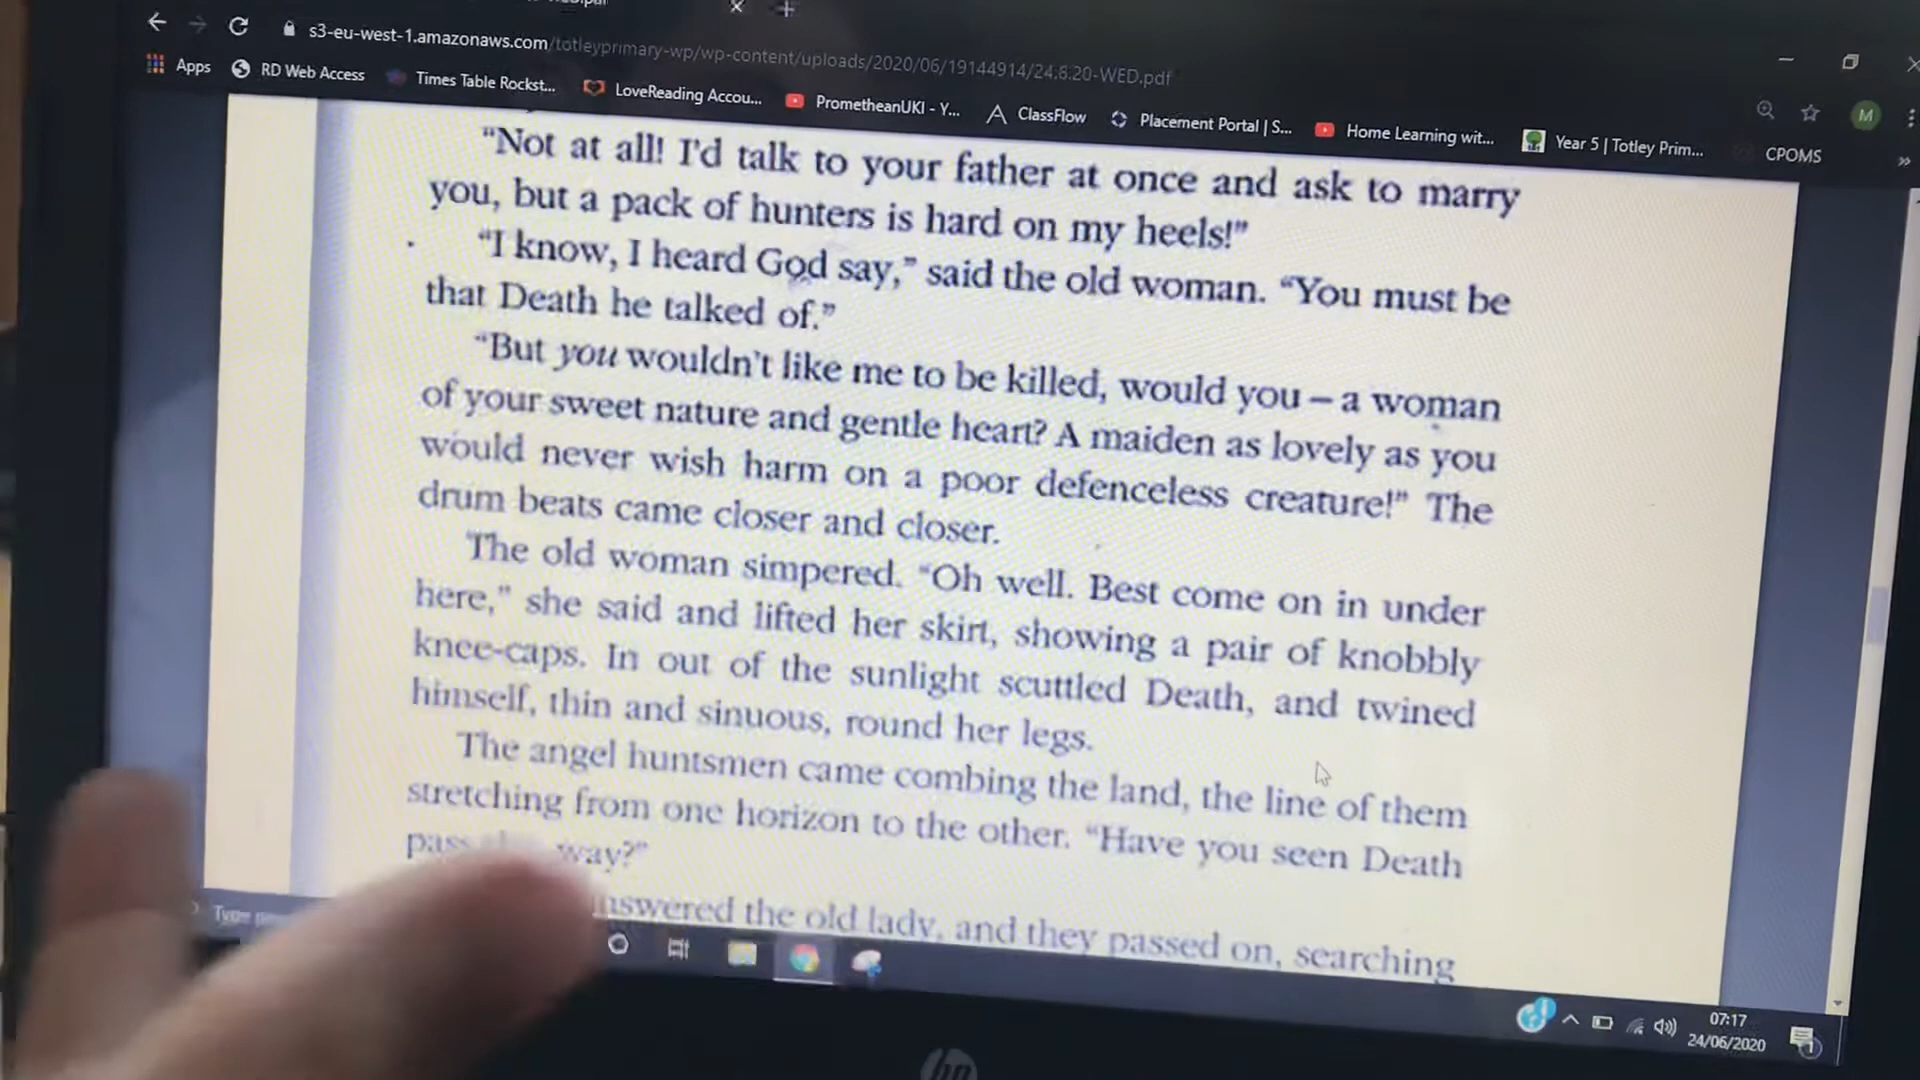 s3-eu-west-1.amazonaws.com/totleyprimary-wp/wp-content/uploads/2020/06/19144914/24.6.20-WED.pdf
Apps RD Web Access Times Table Rockst... LoveReading Accou... PrometheanUKI - Y... ClassFlow Placement Portal | S... Home Learning wit... Year 5 | Totley Prim... CPOMS »
M
“Not at all! I'd talk to your father at once and ask to marry
you, but a pack of hunters is hard on my heels!”
“I know, I heard God say,” said the old woman. “You must be
that Death he talked of.”
“But you wouldn't like me to be killed, would you – a woman
of your sweet nature and gentle heart? A maiden as lovely as you
would never wish harm on a poor defenceless creature!” The
drum beats came closer and closer.
The old woman simpered. “Oh well. Best come on in under
here,” she said and lifted her skirt, showing a pair of knobbly
knee-caps. In out of the sunlight scuttled Death, and twined
himself, thin and sinuous, round her legs.
The angel huntsmen came combing the land, the line of them
stretching from one horizon to the other. “Have you seen Death
pass way?”
the old lady, and they passed on, searching
Type
07:17
24/06/2020
hp